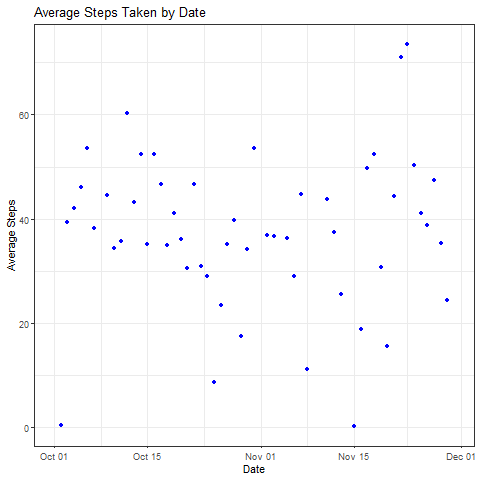 Average Steps Taken by Date
Average Steps
60
40
20
0
Oct 01
Oct 15
Nov 01
Nov 15
Dec 01
Date